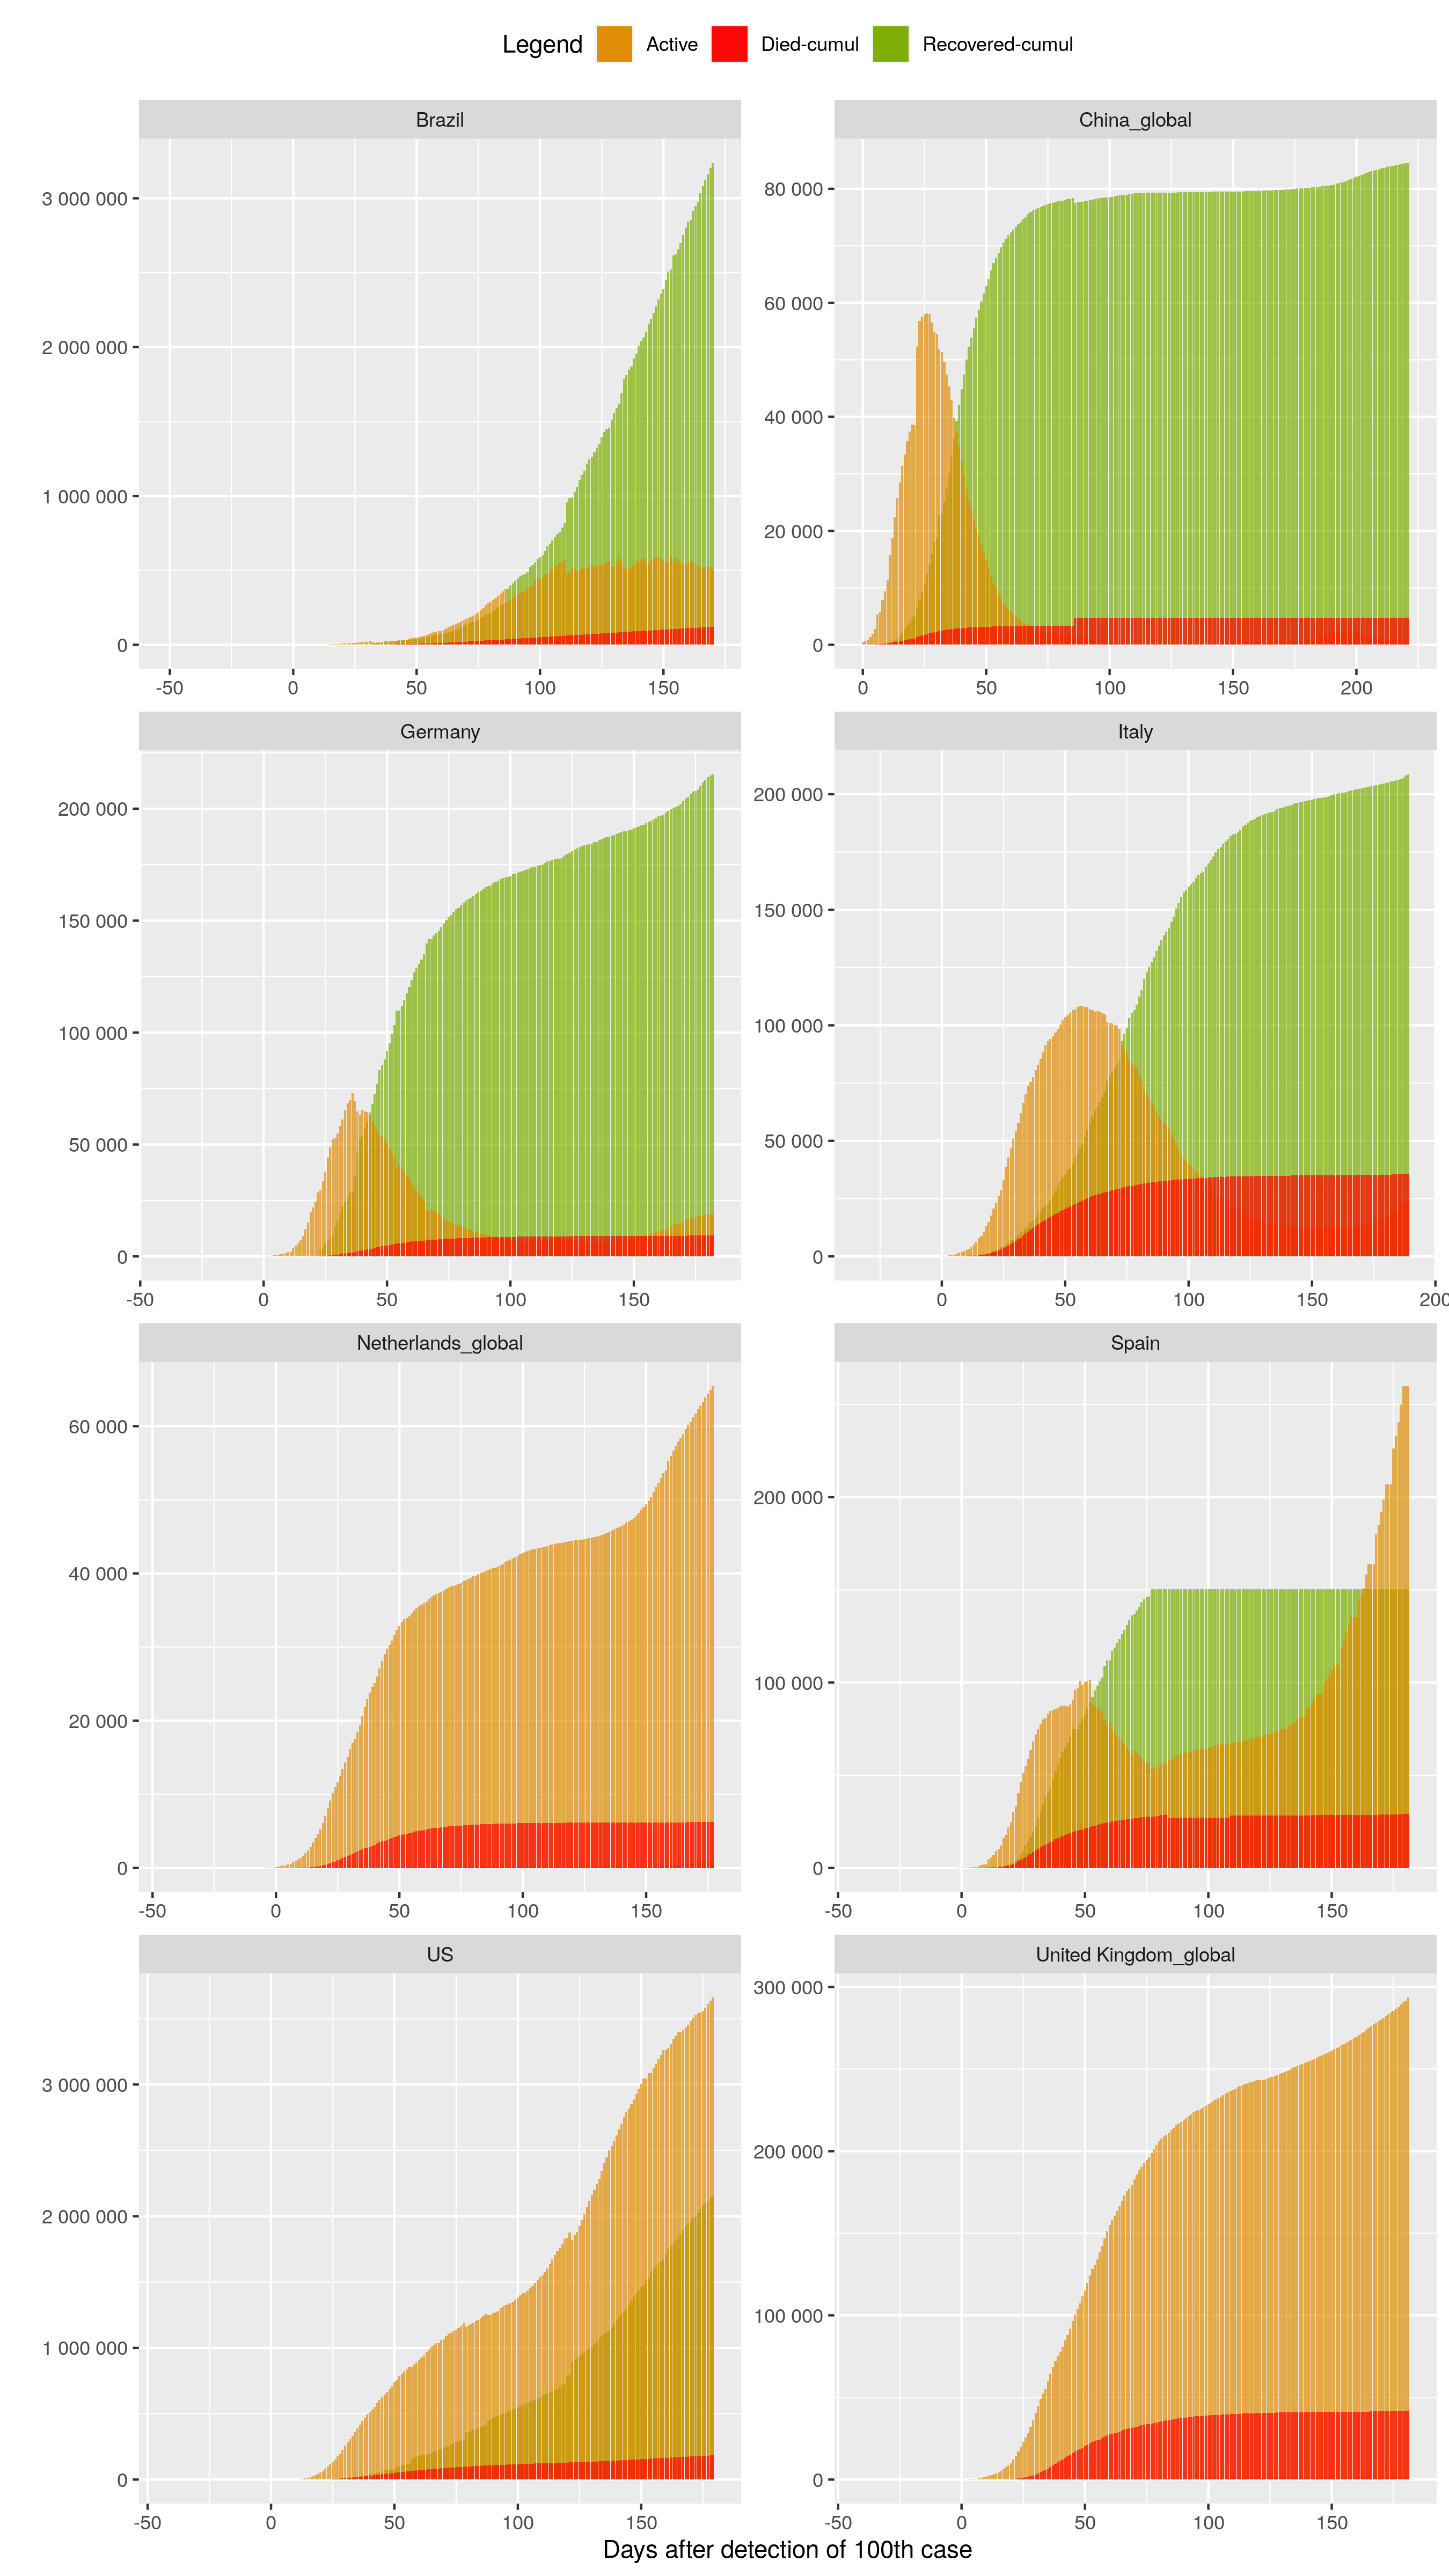 Legend Active Died-cumul Recovered-cumul
Brazil
3 000 000
2 000 000
1 000 000
0
-50 0 50 100 150
China_global
80 000
60 000
40 000
20 000
0
0 50 100 150 200
Germany
200 000
150 000
100 000
50 000
0
-50 0 50 100 150
Italy
200 000
150 000
100 000
50 000
0
0 50 100 150 200
Netherlands_global
60 000
40 000
20 000
0
-50 0 50 100 150
Spain
200 000
100 000
0
-50 0 50 100 150
US
3 000 000
2 000 000
1 000 000
0
-50 0 50 100 150
United Kingdom_global
300 000
200 000
100 000
0
-50 0 50 100 150
Days after detection of 100th case